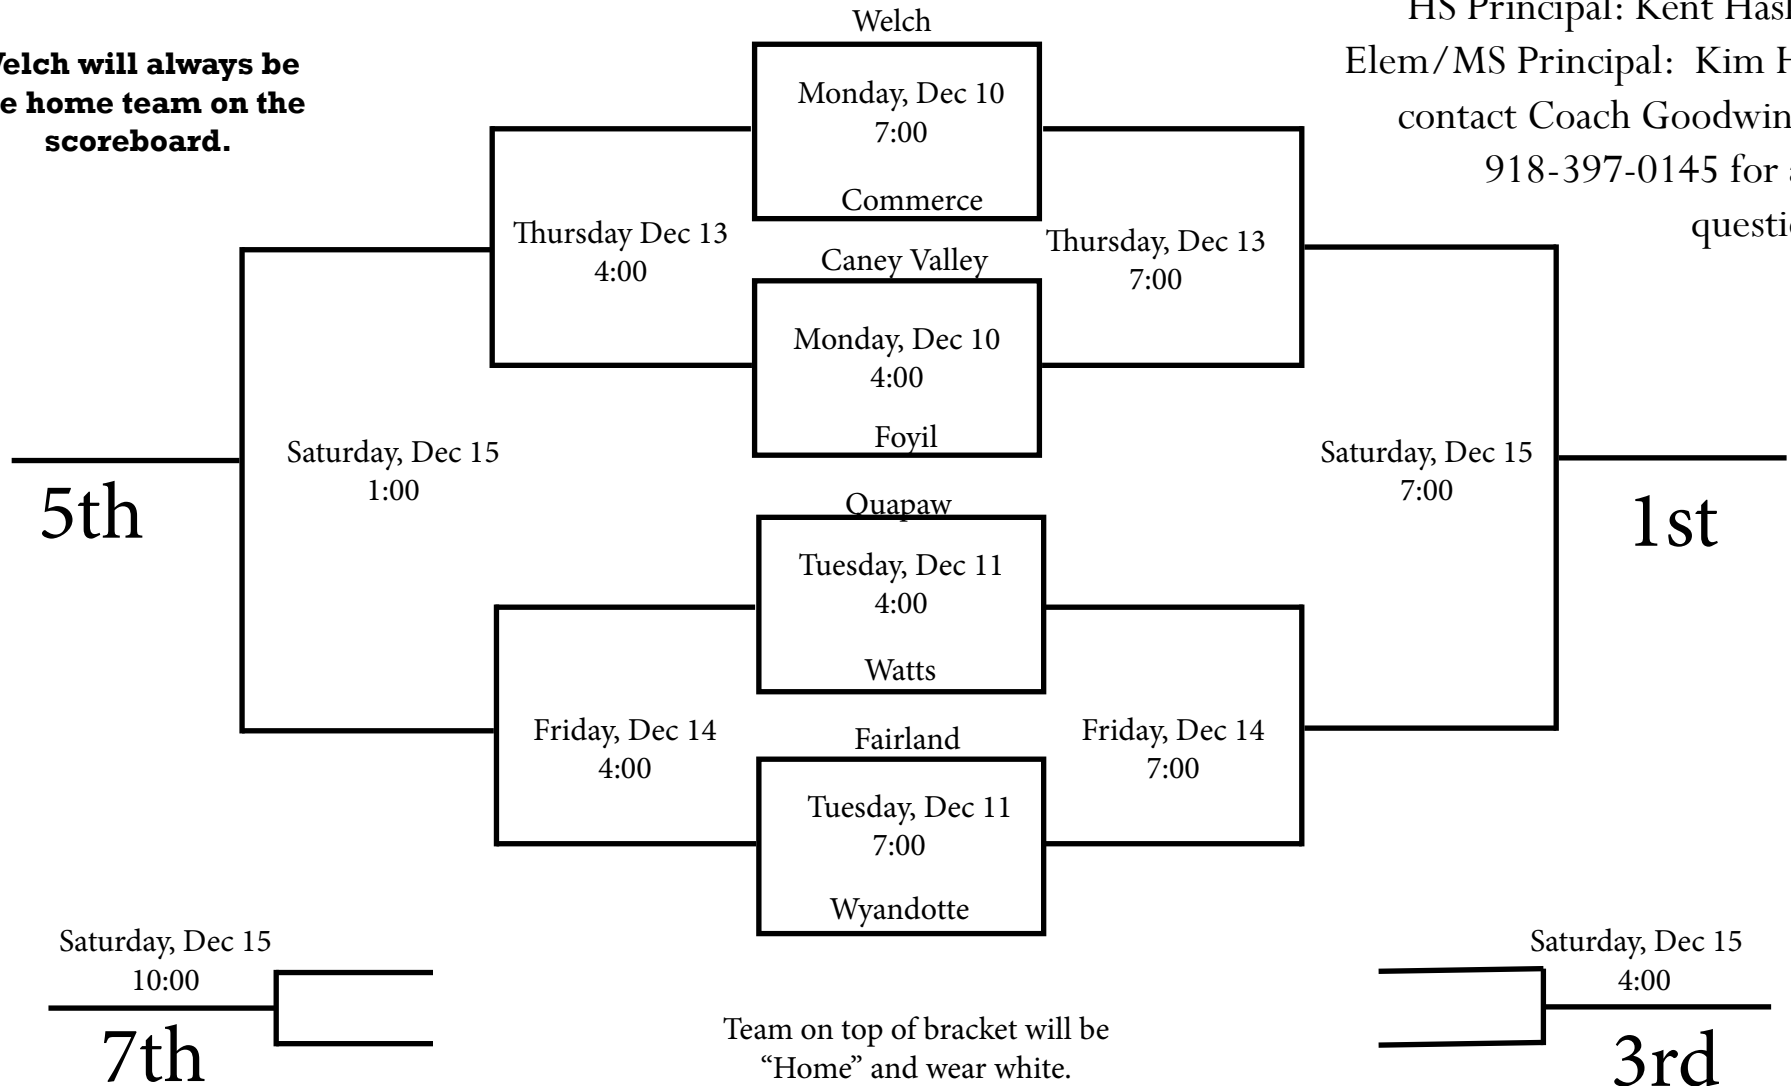 Welch
HS Principal: Kent
Elem/MS Principal: Kim
contact Coach Goodwin
918-397-0145 for
will always be
home team on the
scoreboard.
Monday, Dec 10
7:00
Commerce
Thursday Dec 13
4:00
Thursday, Dec 13
7:00
Caney Valley
Monday, Dec 10
4:00
Foyil
Saturday, Dec 15
1:00
5th
Saturday, Dec 15
7:00
1st
Quapaw
Tuesday, Dec 11
4:00
Watts
Friday, Dec 14
4:00
Fairland
Friday, Dec 14
7:00
Tuesday, Dec 11
7:00
Wyandotte
Saturday, Dec 15
10:00
7th
Team on top of bracket will be
“Home” and wear white.
Saturday, Dec 15
4:00
3rd